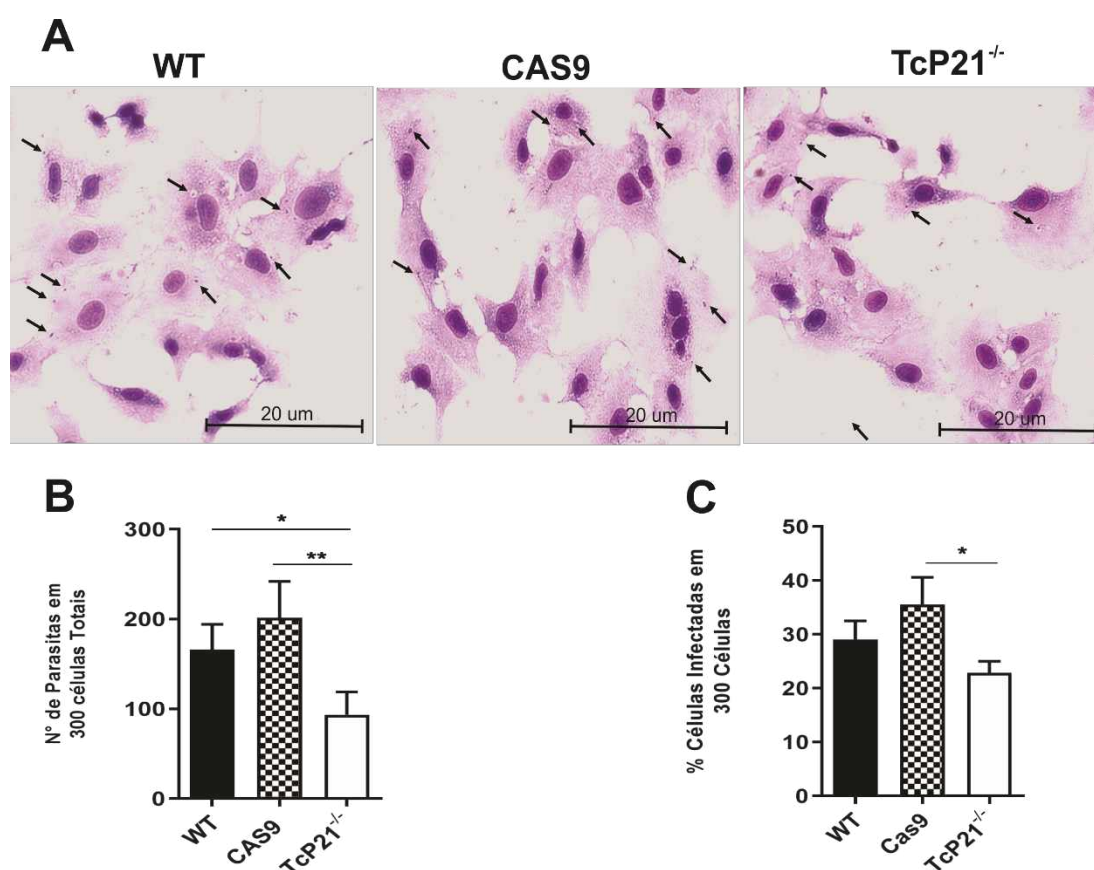 A
WT
CAS9
TcP21-/-
20 um
20 um
20 um
B
N° de Parasitas em
300 células Totais
300
200
100
0
*
**
WT
CAS9
TcP21-/-
C
% Células Infectadas em
300 Células
50
40
30
20
10
0
*
WT
Cas9
TcP21-/-